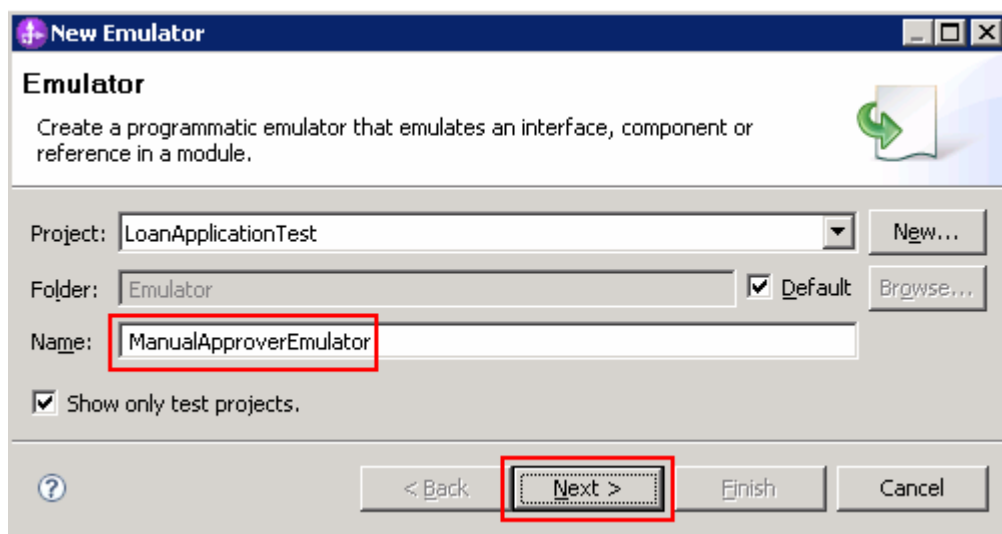 New Emulator
Emulator
Create a programmatic emulator that emulates an interface, component or
reference in a module.
Project: LoanApplicationTest New...
Folder: Emulator Default Browse...
Name: ManualApproverEmulator
Show only test projects.
? < Back Next > Finish Cancel